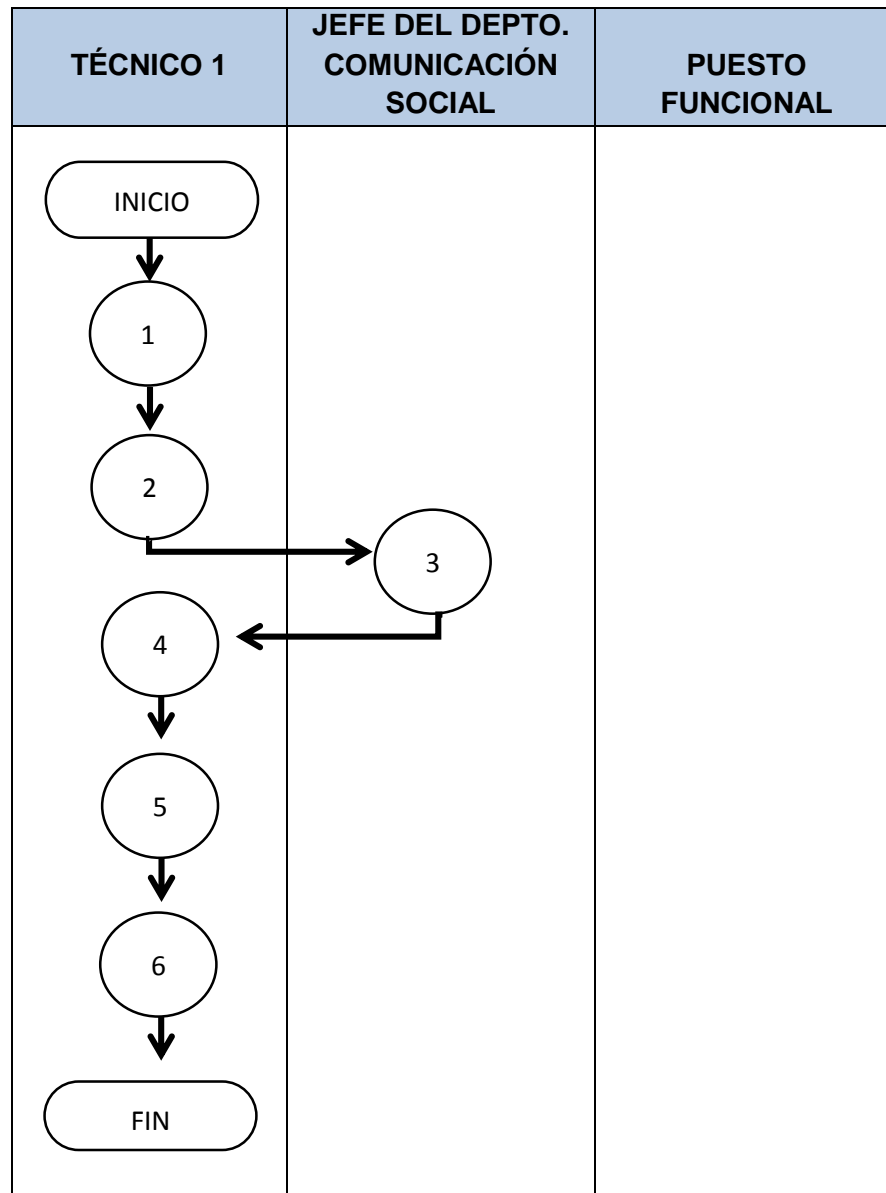 TÉCNICO 1
JEFE DEL DEPTO.
COMUNICACIÓN
SOCIAL
PUESTO
FUNCIONAL
INICIO
1
2
3
4
5
6
FIN